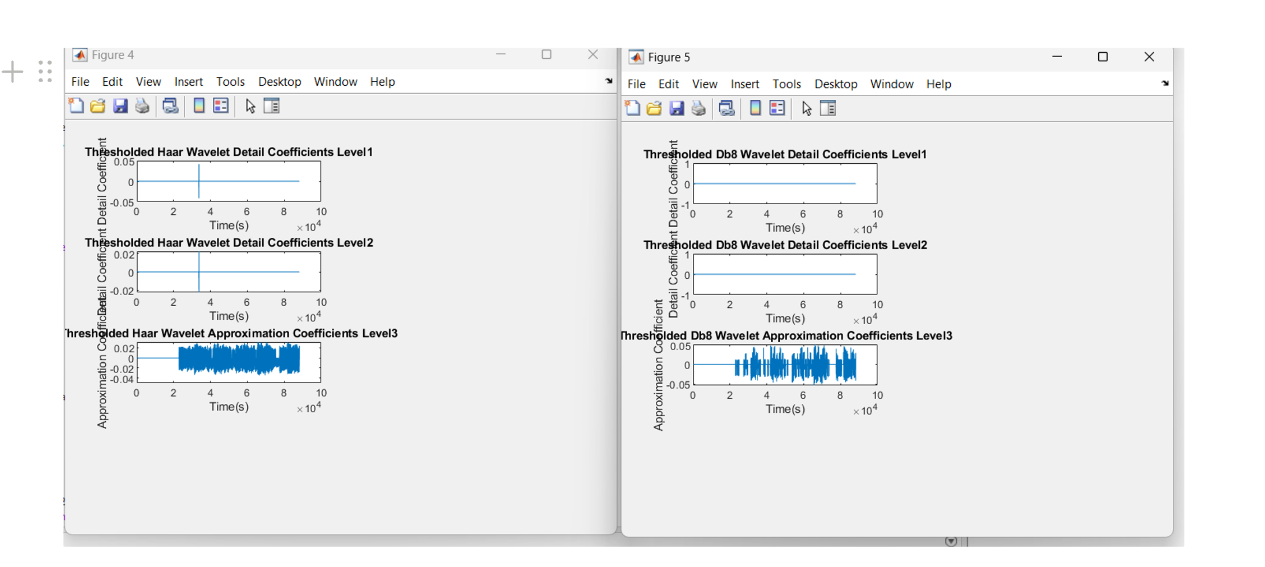 Figure 4
File Edit View Insert Tools Desktop Window Help
Thresholded Haar Wavelet Detail Coefficients Level1
Detail Coefficient
0.05
0
-0.05
0 2 4 6 8 10
Time(s)
×10^4
Thresholded Haar Wavelet Detail Coefficients Level2
Detail Coefficient
0.02
0
-0.02
0 2 4 6 8 10
Time(s)
×10^4
Thresholded Haar Wavelet Approximation Coefficients Level3
Approximation Coefficient
0.02
0
-0.02
-0.04
0 2 4 6 8 10
Time(s)
×10^4
Figure 5
File Edit View Insert Tools Desktop Window Help
Thresholded Db8 Wavelet Detail Coefficients Level1
Detail Coefficient
1
0
-1
0 2 4 6 8 10
Time(s)
×10^4
Thresholded Db8 Wavelet Detail Coefficients Level2
Detail Coefficient
1
0
-1
0 2 4 6 8 10
Time(s)
×10^4
Thresholded Db8 Wavelet Approximation Coefficients Level3
Approximation Coefficient
0.05
0
-0.05
0 2 4 6 8 10
Time(s)
×10^4